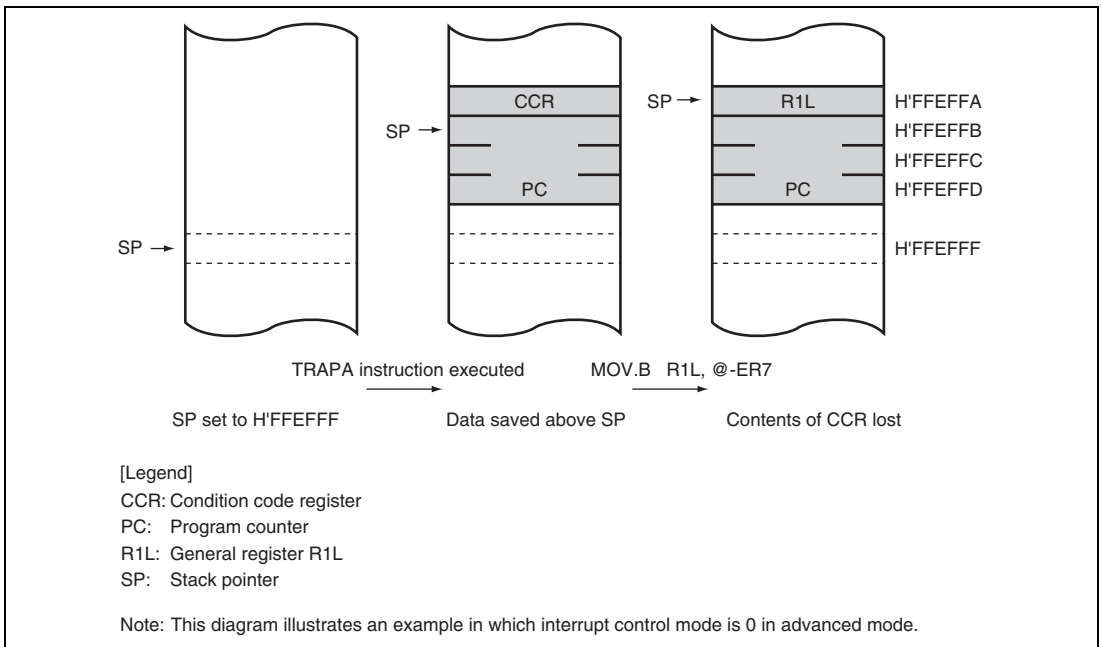 CCR
SP
R1L
H'FFEFFA
SP
H'FFEFFB
H'FFEFFC
PC
PC
H'FFEFFD
SP
H'FFEFFF
TRAPA instruction executed
MOV.B R1L, @-ER7
SP set to H'FFEFFF
Data saved above SP
Contents of CCR lost
[Legend]
CCR: Condition code register
PC: Program counter
R1L: General register R1L
SP: Stack pointer
Note: This diagram illustrates an example in which interrupt control mode is 0 in advanced mode.